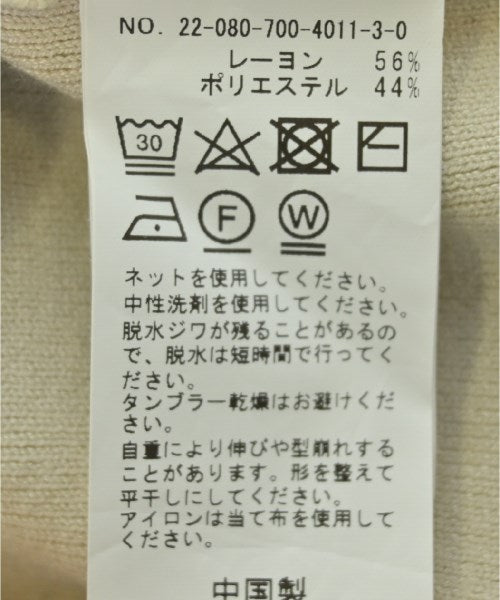 NO. 22-080-700-4011-3-0
レーヨン 56%
ポリエステル 44%
30
F W
ネットを使用してください。
中性洗剤を使用してください。
脱水ジワが残ることがあるの
で、脱水は短時間で行ってく
ださい。
タンブラー乾燥はお避けくだ
さい。
自重により伸びや型崩れする
ことがあります。形を整えて
平干しにしてください。
アイロンは当て布を使用して
ください。
中国製